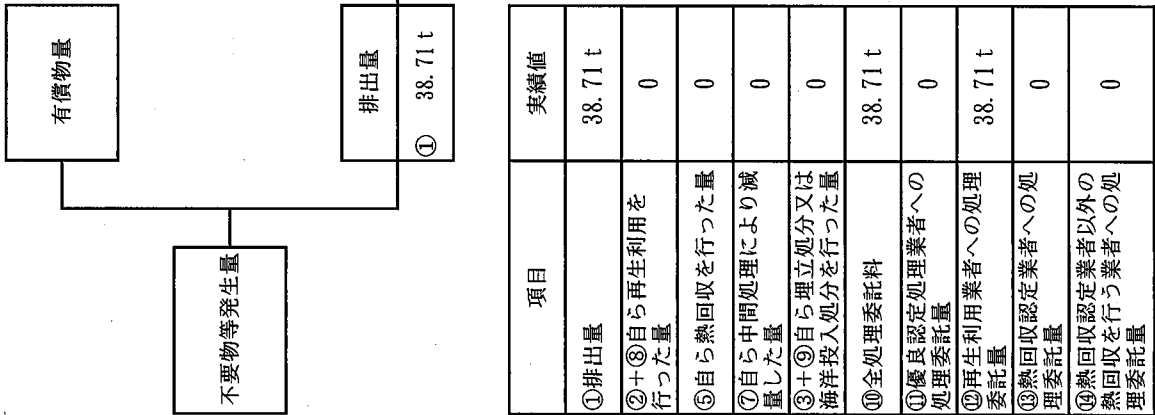 不要物等発生量
有償物量
排出量
① 38.71 t
項目 実績値
①排出量 38.71 t
②+⑧自ら再生利用を
行った量 0
⑤自ら熱回収を行った量 0
⑦自ら中間処理により減
量した量 0
③+⑨自ら埋立処分又は
海洋投入処分を行った量 0
⑩全処理委託料 38.71 t
⑪優良認定処理業者への
処理委託量 0
⑫再生利用業者への処理
委託量 38.71 t
⑬熱回収認定業者への処
理委託量 0
⑭熱回収認定業者以外の
熱回収を行う業者への処
理委託量 0